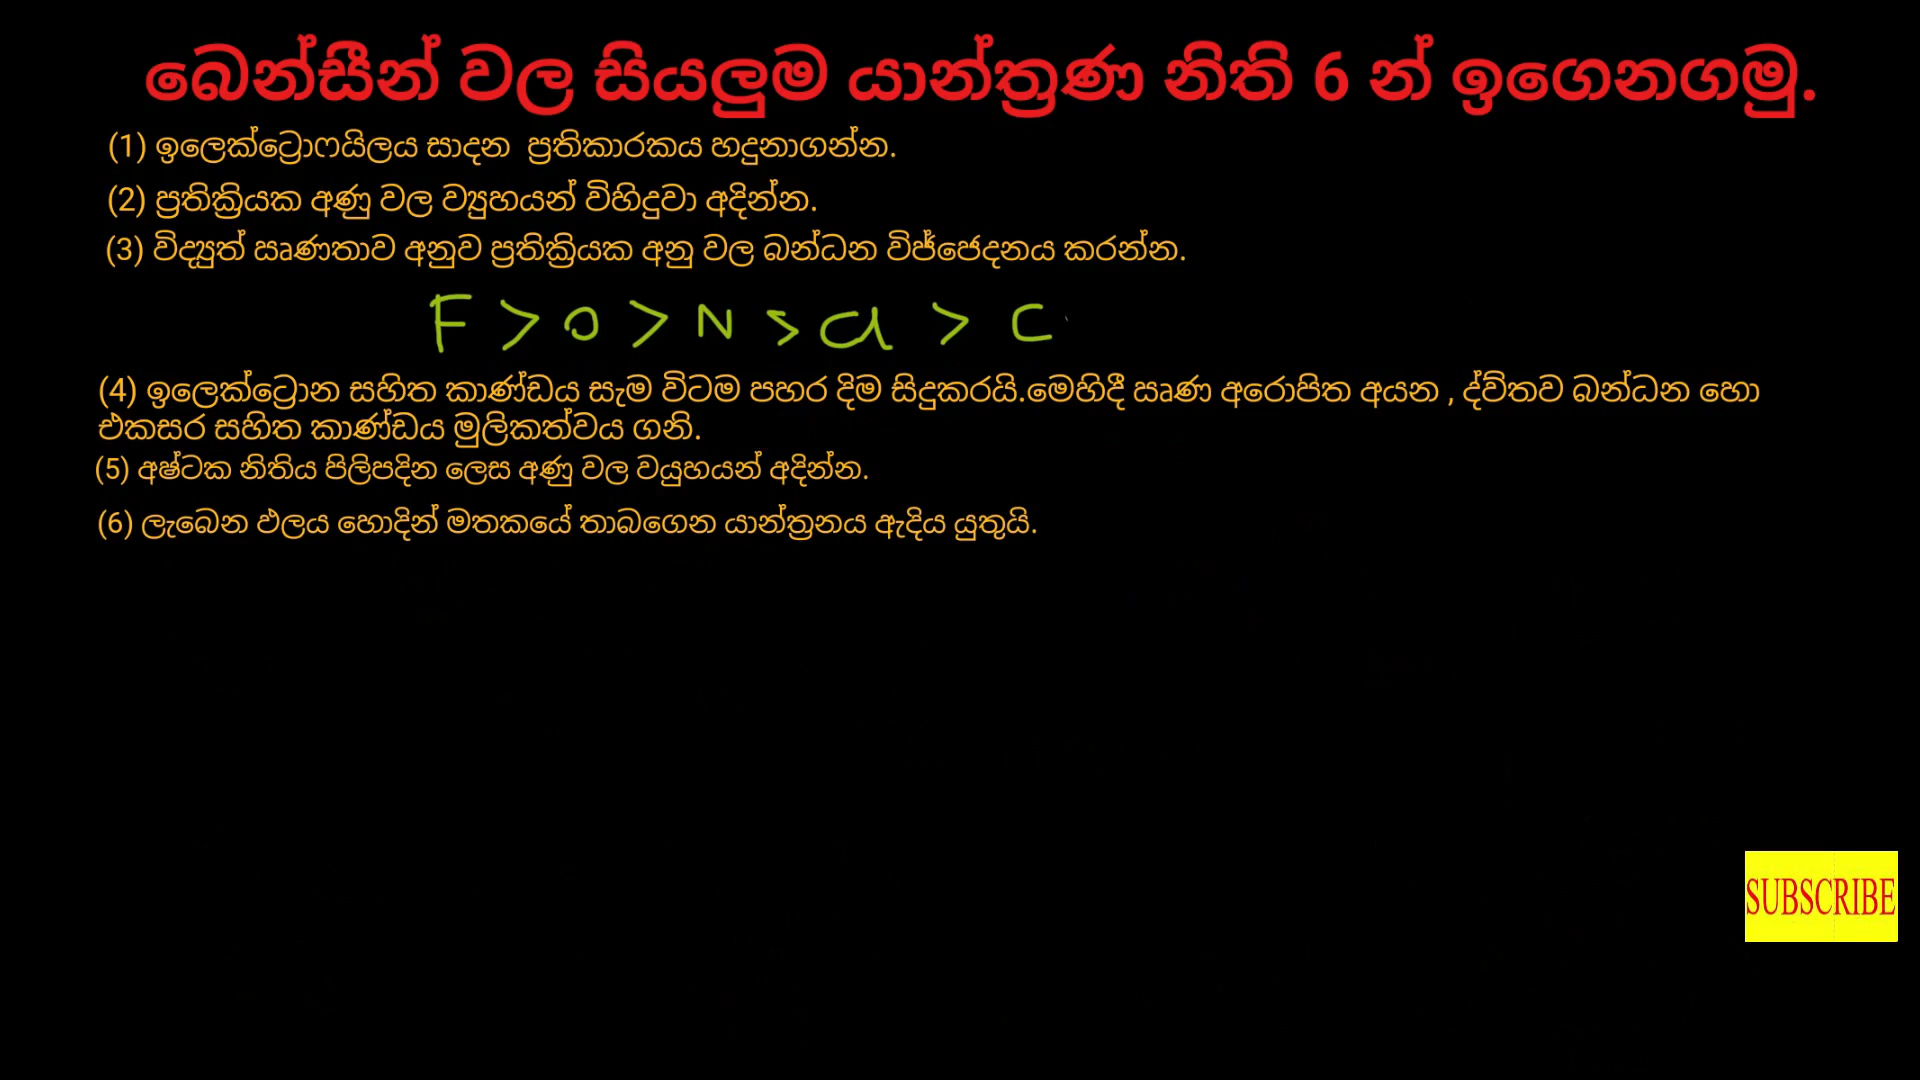 බෙන්සීන් වල සියලුම යාන්ත්‍රණ නිති 6 න් ඉගෙනගමු.
(1) ඉලෙක්ට්‍රොෆයිලය සාදන ප්‍රතිකාරකය හදුනාගන්න.
(2) ප්‍රතික්‍රියක අණු වල ව්‍යුහයන් විහිදුවා අදින්න.
(3) විද්‍යුත් ඍණතාව අනුව ප්‍රතික්‍රියක අනු වල බන්ධන විජ්ජෙදනය කරන්න.
F > O > N > Cl > C
(4) ඉලෙක්ට්‍රොන සහිත කාණ්ඩය සැම විටම පහර දිම සිදුකරයි.මෙහිදී ඍණ අරොපිත අයන , ද්ව්තව බන්ධන හො
එකසර සහිත කාණ්ඩය මුලිකත්වය ගනි.
(5) අෂ්ටක නිතිය පිලිපදින ලෙස අණු වල වයුහයන් අදින්න.
(6) ලැබෙන ඵලය හොදින් මතකයේ තාබගෙන යාන්ත්‍රනය ඇදිය යුතුයි.
SUBSCRIBE